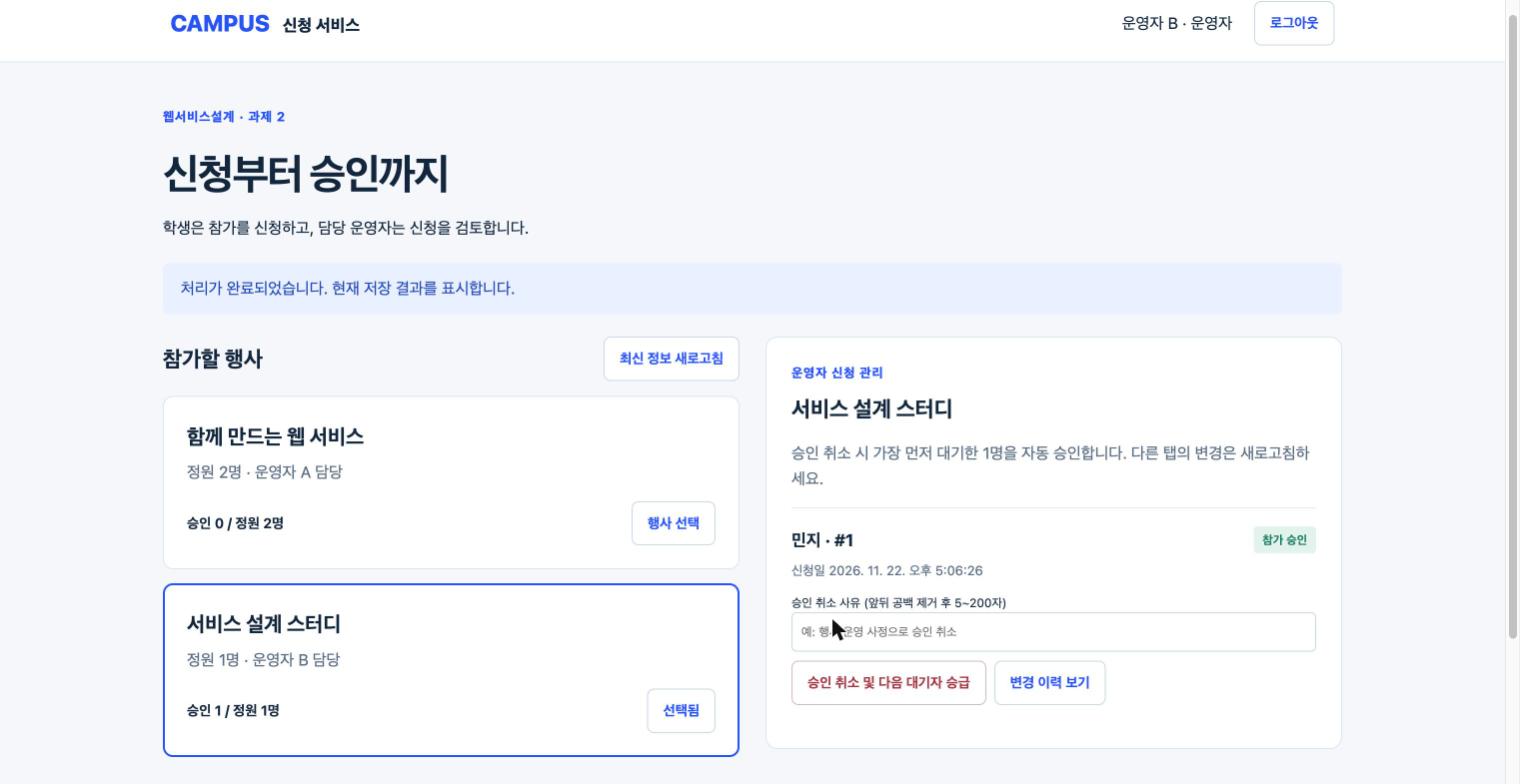 CAMPUS 신청 서비스
운영자 B · 운영자
로그아웃
웹서비스설계 · 과제 2
신청부터 승인까지
학생은 참가를 신청하고, 담당 운영자는 신청을 검토합니다.
처리가 완료되었습니다. 현재 저장 결과를 표시합니다.
참가할 행사
최신 정보 새로고침
함께 만드는 웹 서비스
정원 2명 · 운영자 A 담당
승인 0 / 정원 2명
행사 선택
서비스 설계 스터디
정원 1명 · 운영자 B 담당
승인 1 / 정원 1명
선택됨
운영자 신청 관리
서비스 설계 스터디
승인 취소 시 가장 먼저 대기한 1명을 자동 승인합니다. 다른 탭의 변경은 새로고침하
세요.
민지 · #1
참가 승인
신청일 2026. 11. 22. 오후 5:06:26
승인 취소 사유 (앞뒤 공백 제거 후 5~200자)
예: 운영 사정으로 승인 취소
승인 취소 및 다음 대기자 승급
변경 이력 보기